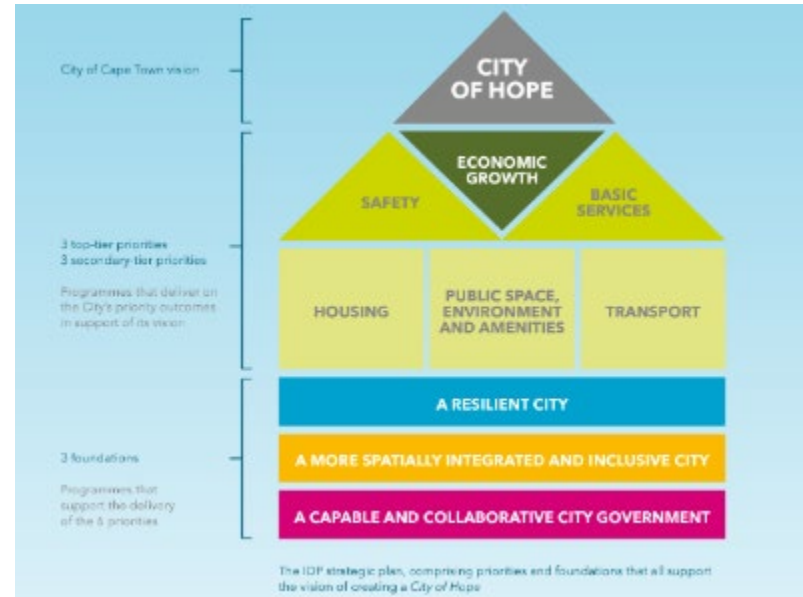 City of Cape Town vision
CITY
OF HOPE
ECONOMIC
GROWTH
SAFETY
BASIC
SERVICES
3 top-tier priorities
3 secondary-tier priorities
Programmes that deliver on
the City's priority outcomes
in support of its vision
HOUSING
PUBLIC SPACE,
ENVIRONMENT
AND AMENITIES
TRANSPORT
A RESILIENT CITY
3 foundations
A MORE SPATIALLY INTEGRATED AND INCLUSIVE CITY
Programmes that
support the delivery
of the 6 priorities
A CAPABLE AND COLLABORATIVE CITY GOVERNMENT
The IDP strategic plan, comprising priorities and foundations that all support
the vision of creating a City of Hope